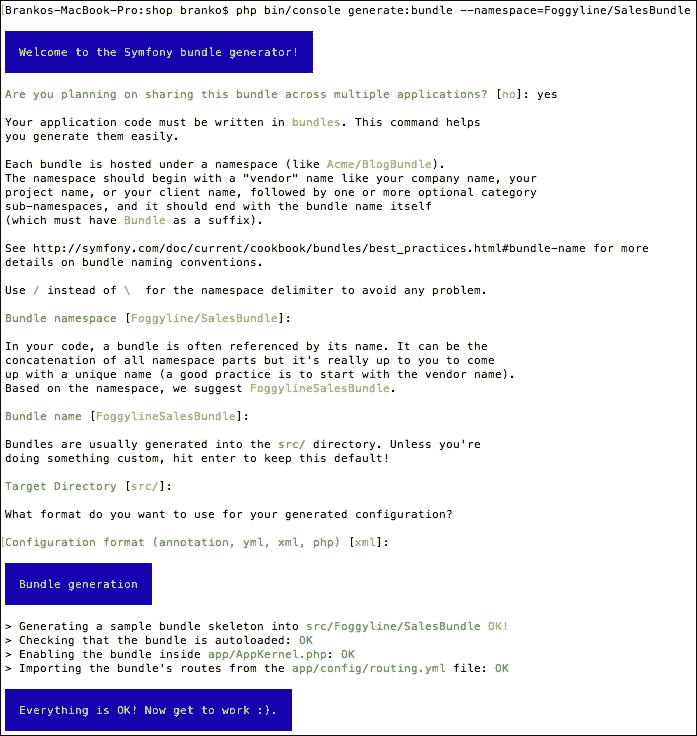 Brankos-MacBook-Pro:shop branko$ php bin/console generate:bundle --namespace=Foggyline/SalesBundle
Welcome to the Symfony bundle generator!
Are you planning on sharing this bundle across multiple applications? [no]: yes
Your application code must be written in bundles. This command helps
you generate them easily.
Each bundle is hosted under a namespace (like Acme/BlogBundle).
The namespace should begin with a "vendor" name like your company name, your
project name, or your client name, followed by one or more optional category
sub-namespaces, and it should end with the bundle name itself
(which must have Bundle as a suffix).
See http://symfony.com/doc/current/cookbook/bundles/best_practices.html#bundle-name for more
details on bundle naming conventions.
Use / instead of \  for the namespace delimiter to avoid any problem.
Bundle namespace [Foggyline/SalesBundle]:
In your code, a bundle is often referenced by its name. It can be the
concatenation of all namespace parts but it's really up to you to come
up with a unique name (a good practice is to start with the vendor name).
Based on the namespace, we suggest FoggylineSalesBundle.
Bundle name [FoggylineSalesBundle]:
Bundles are usually generated into the src/ directory. Unless you're
doing something custom, hit enter to keep this default!
Target Directory [src/]:
What format do you want to use for your generated configuration?
Configuration format (annotation, yml, xml, php) [xml]:
Bundle generation
> Generating a sample bundle skeleton into src/Foggyline/SalesBundle OK!
> Checking that the bundle is autoloaded: OK
> Enabling the bundle inside app/AppKernel.php: OK
> Importing the bundle's routes from the app/config/routing.yml file: OK
Everything is OK! Now get to work :).